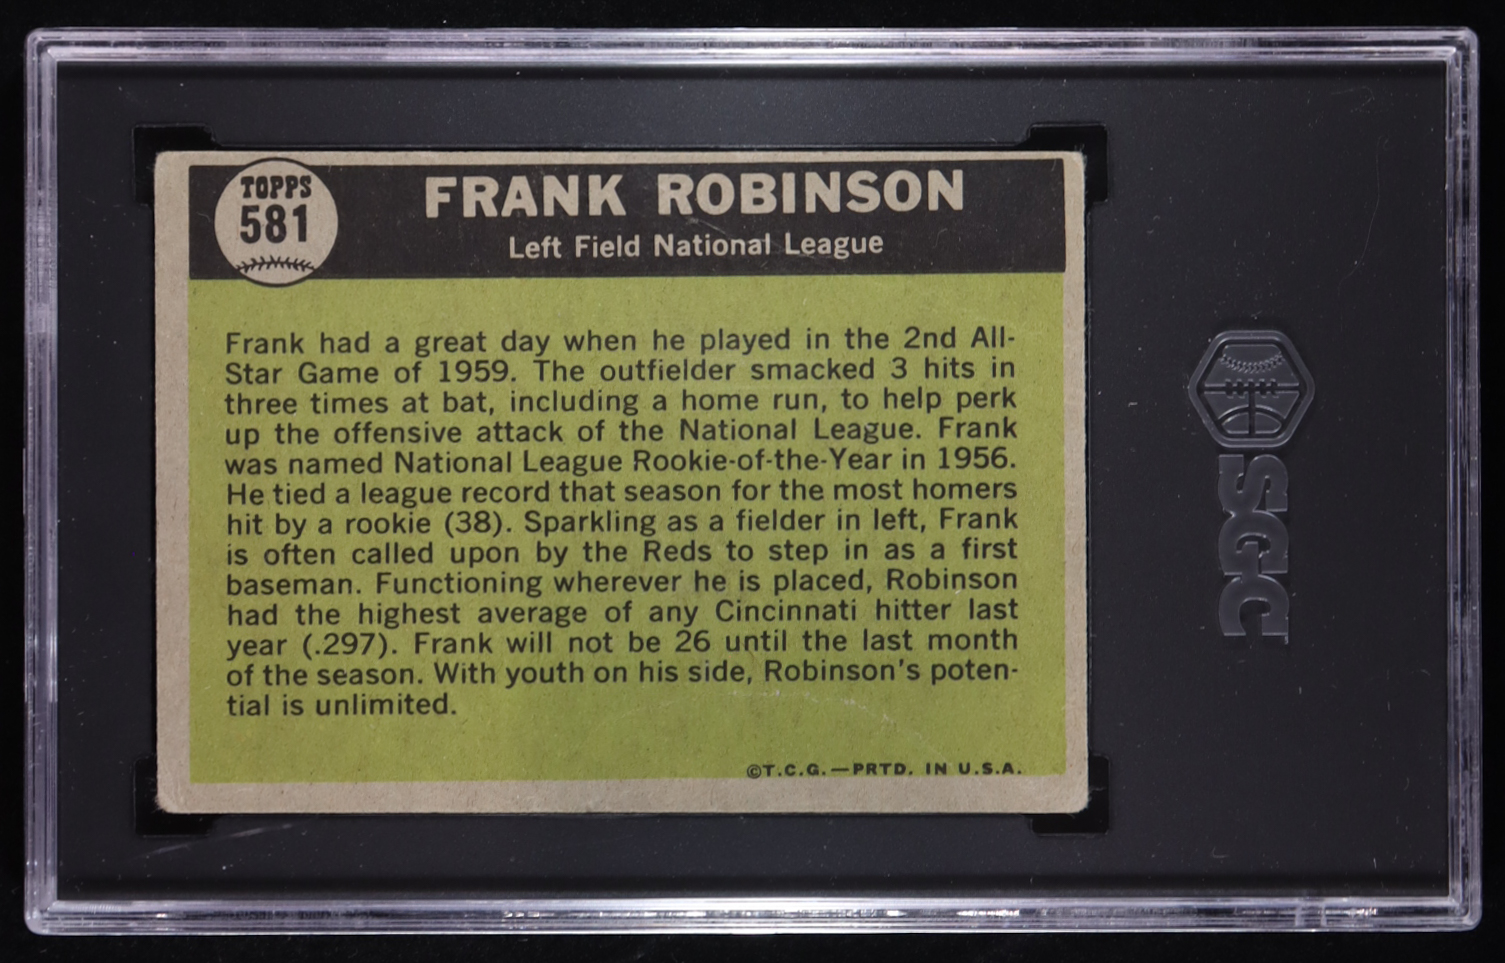 TOPPS
581
FRANK ROBINSON
Left Field National League
Frank had a great day when he played in the 2nd All-
Star Game of 1959. The outfielder smacked 3 hits in
three times at bat, including a home run, to help perk
up the offensive attack of the National League. Frank
was named National League Rookie-of-the-Year in 1956.
He tied a league record that season for the most homers
hit by a rookie (38). Sparkling as a fielder in left, Frank
is often called upon by the Reds to step in as a first
baseman. Functioning wherever he is placed, Robinson
had the highest average of any Cincinnati hitter last
year (.297). Frank will not be 26 until the last month
of the season. With youth on his side, Robinson's poten-
tial is unlimited.
©T.C.G.—PRTD. IN U.S.A.
SGC